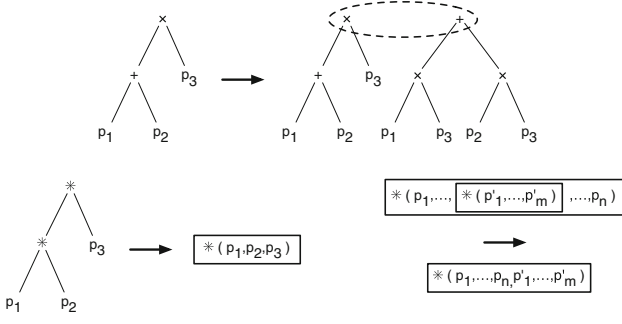 × × +
+ p3 + p3 × ×
p1 p2 p1 p2 p1 p3 p2 p3
✳
✳ p3
p1 p2
✳ ( p1,p2,p3 )
✳ ( p1,..., ✳ ( p'1,...,p'm ) ,...,pn )
✳ ( p1,...,pn,p'1,...,p'm )